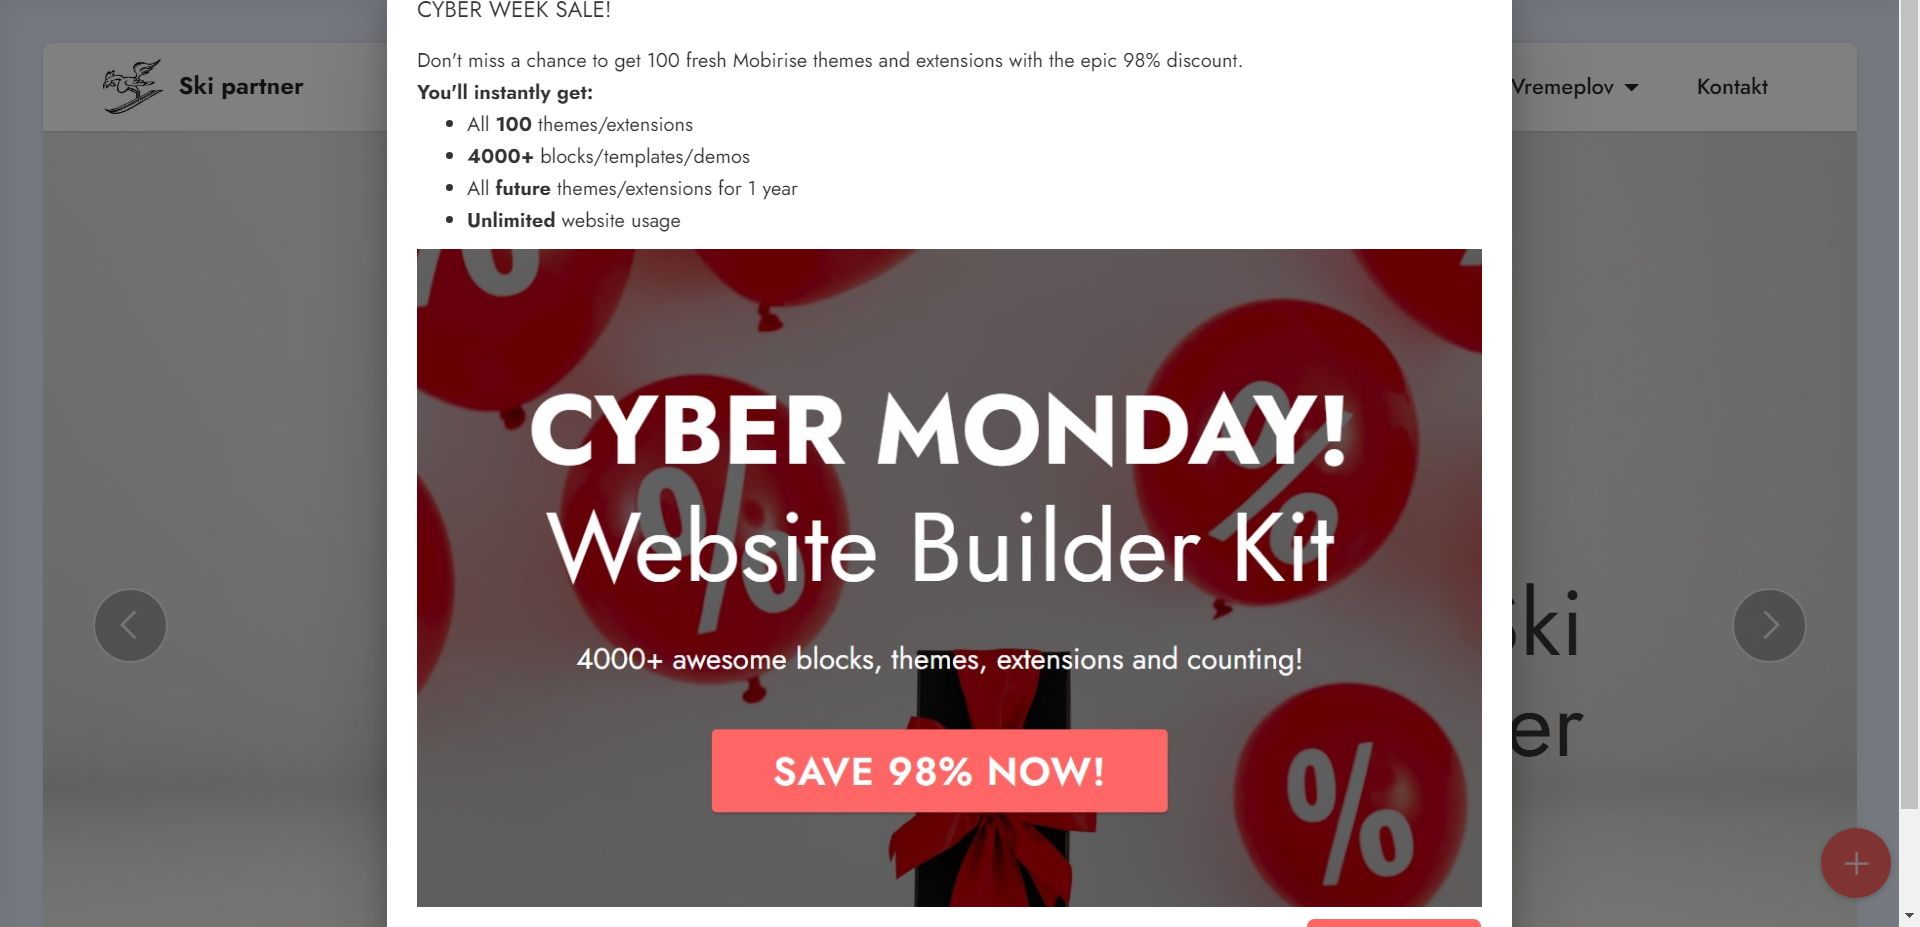 CYBER WEEK SALE!
Don't miss a chance to get 100 fresh Mobirise themes and extensions with the epic 98% discount.
You'll instantly get:
All 100 themes/extensions
4000+ blocks/templates/demos
All future themes/extensions for 1 year
Unlimited website usage
Ski partner
Vremeplov
Kontakt
%
%
%
%
CYBER MONDAY!
Website Builder Kit
4000+ awesome blocks, themes, extensions and counting!
SAVE 98% NOW!
ki
er